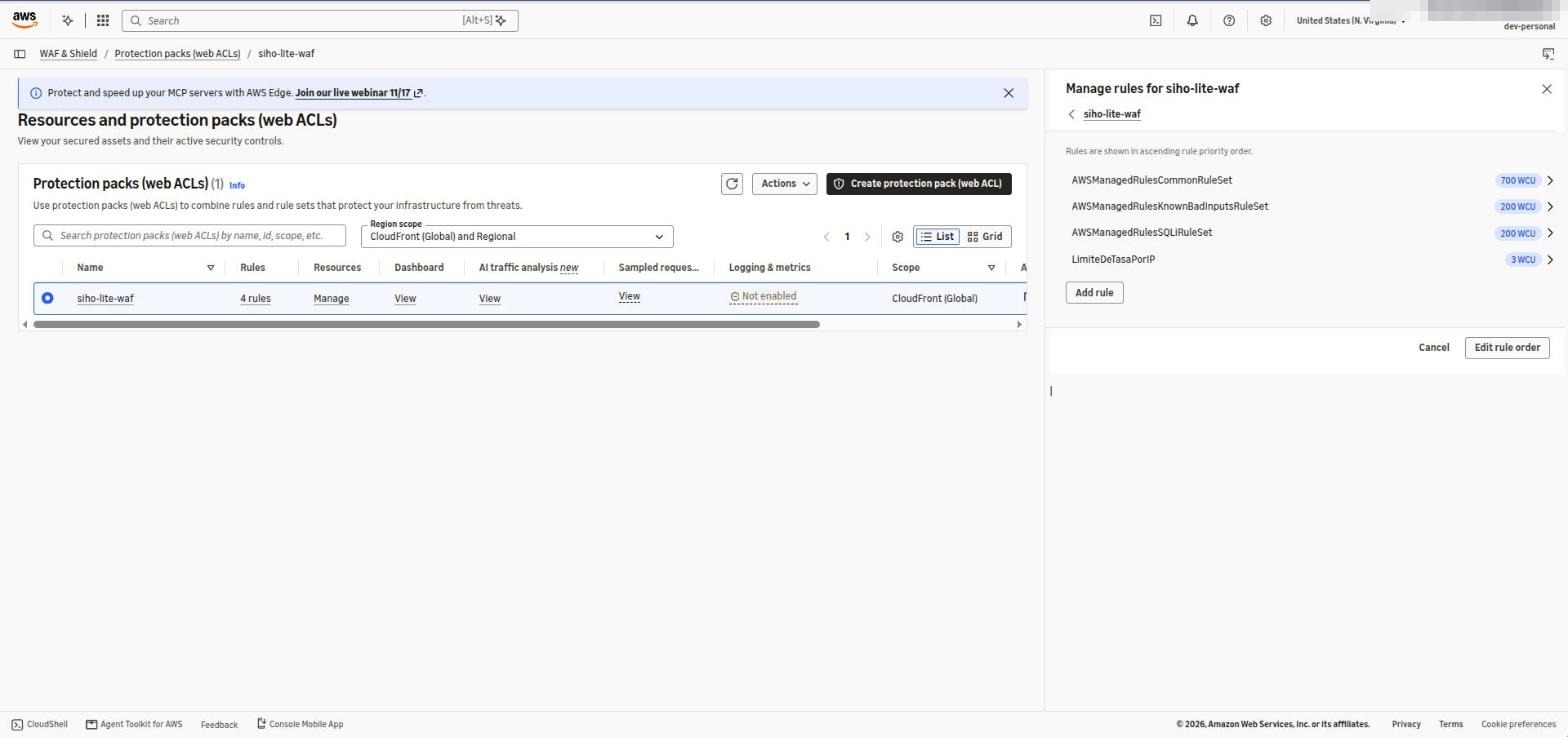 aws
Search [Alt+S]
United States (N. Virginia)
dev-personal
WAF & Shield / Protection packs (web ACLs) / siho-lite-waf
Protect and speed up your MCP servers with AWS Edge. Join our live webinar 11/17 .
Resources and protection packs (web ACLs)
View your secured assets and their active security controls.
Protection packs (web ACLs) (1) Info
Actions
Create protection pack (web ACL)
Use protection packs (web ACLs) to combine rules and rule sets that protect your infrastructure from threats.
Search protection packs (web ACLs) by name, id, scope, etc.
Region scope
CloudFront (Global) and Regional
1
List Grid
Name Rules Resources Dashboard AI traffic analysis new Sampled reques... Logging & metrics Scope A
siho-lite-waf 4 rules Manage View View View Not enabled CloudFront (Global)
Manage rules for siho-lite-waf
siho-lite-waf
Rules are shown in ascending rule priority order.
AWSManagedRulesCommonRuleSet 700 WCU
AWSManagedRulesKnownBadInputsRuleSet 200 WCU
AWSManagedRulesSQLiRuleSet 200 WCU
LimiteDeTasaPorIP 3 WCU
Add rule
Cancel Edit rule order
CloudShell Agent Toolkit for AWS Feedback Console Mobile App
© 2026, Amazon Web Services, Inc. or its affiliates. Privacy Terms Cookie preferences